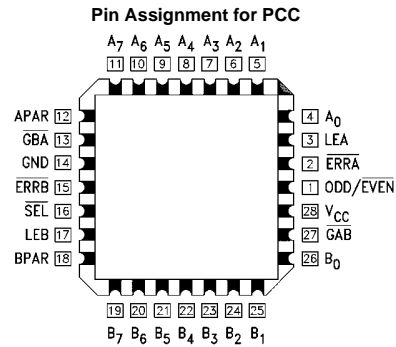 Pin Assignment for PCC
A7 A6 A5 A4 A3 A2 A1
11 10 9 8 7 6 5
APAR 12
GBA 13
GND 14
ERRB 15
SEL 16
LEB 17
BPAR 18
4 A0
3 LEA
2 ERRA
1 ODD/EVEN
28 VCC
27 GAB
26 B0
19 20 21 22 23 24 25
B7 B6 B5 B4 B3 B2 B1